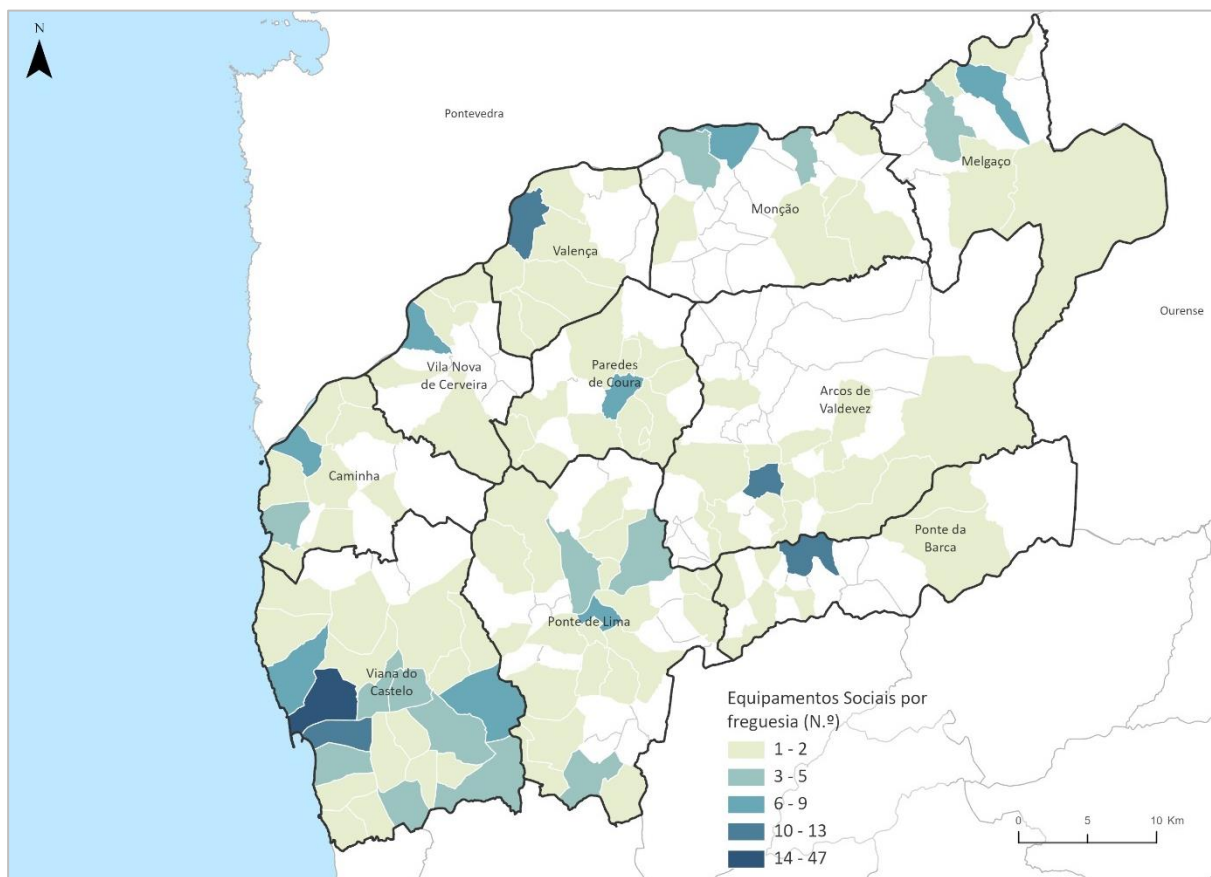 N
Pontevedra
Melgaço
Monção
Valença
Ourense
Paredes
de Coura
Vila Nova
de Cerveira
Arcos de
Valdevez
Caminha
Ponte da
Barca
Ponte de Lima
Viana do
Castelo
Equipamentos Sociais por
freguesia (N.º)
1 - 2
3 - 5
6 - 9
10 - 13
14 - 47
0 5 10 Km